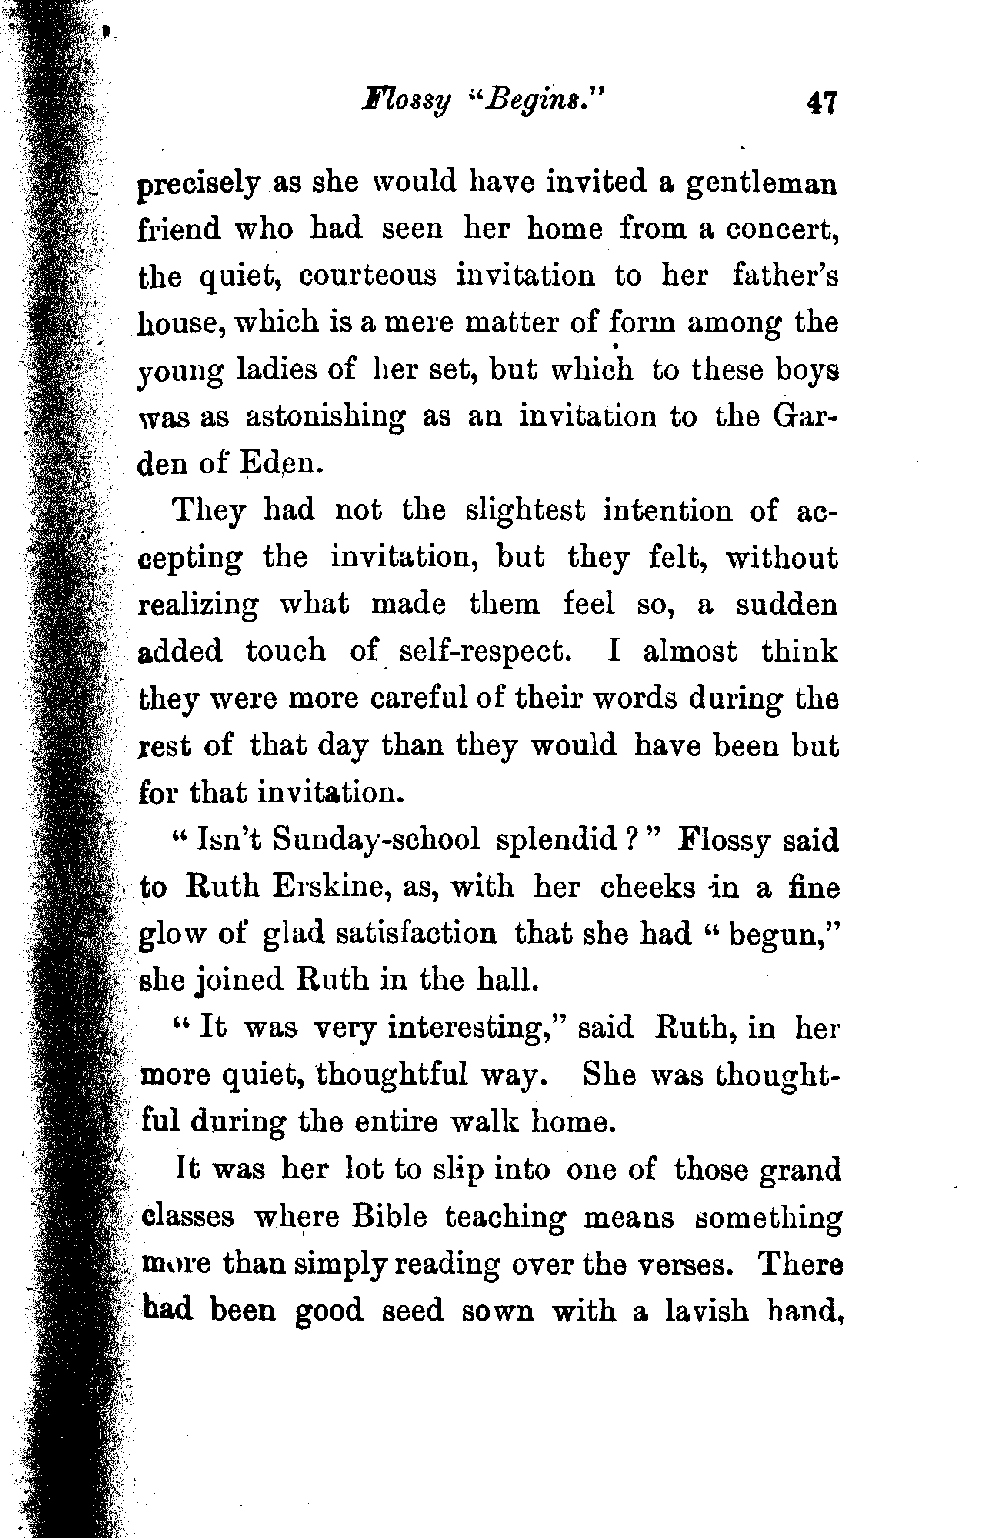 Flossy "Begins." 47
precisely as she would have invited a gentleman
friend who had seen her home from a concert,
the quiet, courteous invitation to her father's
house, which is a mere matter of form among the
young ladies of her set, but which to these boys
was as astonishing as an invitation to the Gar-
den of Eden.
They had not the slightest intention of ac-
cepting the invitation, but they felt, without
realizing what made them feel so, a sudden
added touch of self-respect. I almost think
they were more careful of their words during the
rest of that day than they would have been but
for that invitation.
"Isn't Sunday-school splendid?" Flossy said
to Ruth Erskine, as, with her cheeks in a fine
glow of glad satisfaction that she had "begun,"
she joined Ruth in the hall.
"It was very interesting," said Ruth, in her
more quiet, thoughtful way. She was thought-
ful during the entire walk home.
It was her lot to slip into one of those grand
classes where Bible teaching means something
more than simply reading over the verses. There
had been good seed sown with a lavish hand,